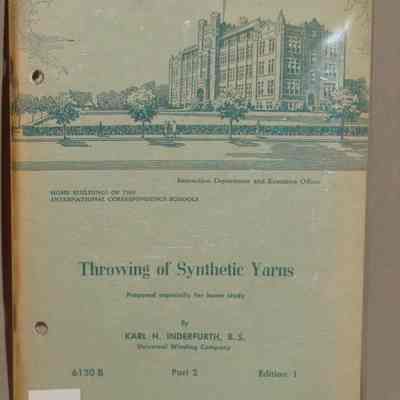 Instruction Department and Executive Offices
HOME BUILDINGS OF THE
INTERNATIONAL CORRESPONDENCE SCHOOLS
Throwing of Synthetic Yarns
Prepared especially for home study
By
KARL H. INDERFURTH, B.S.
Universal Winding Company
6130 B Part 2 Edition 1